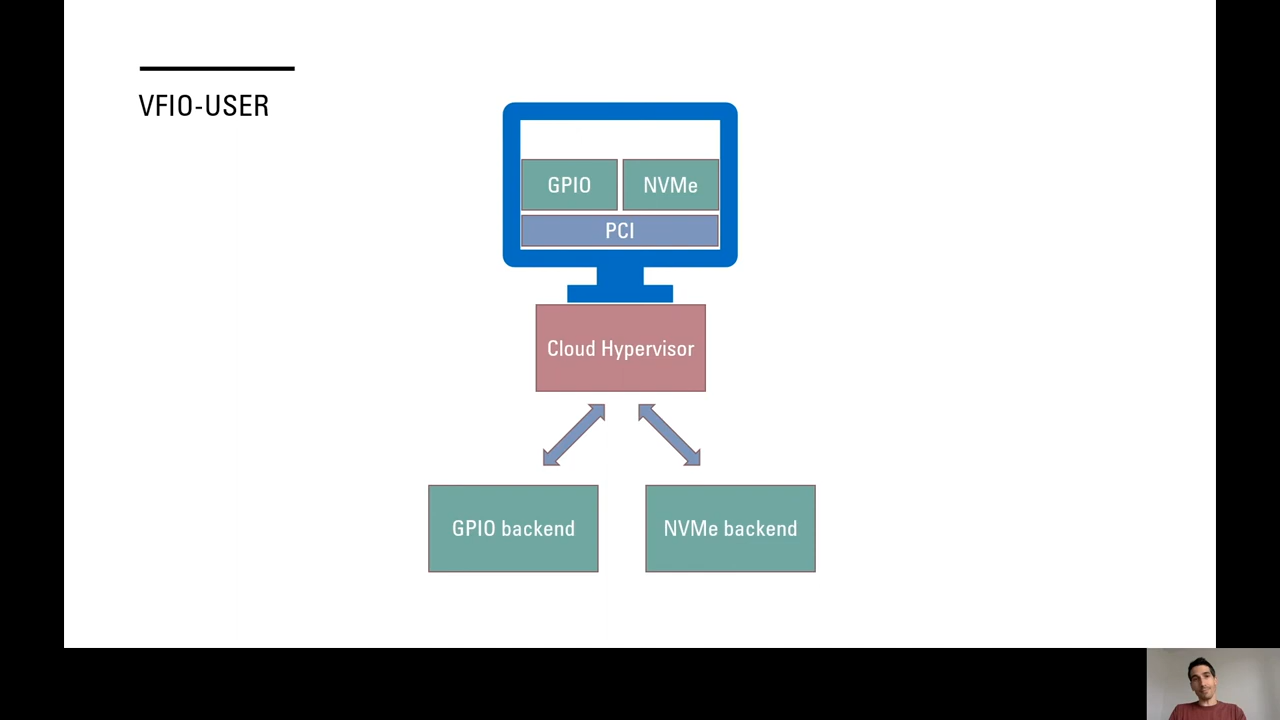 VFIO-USER
GPIO
NVMe
PCI
Cloud Hypervisor
GPIO backend
NVMe backend